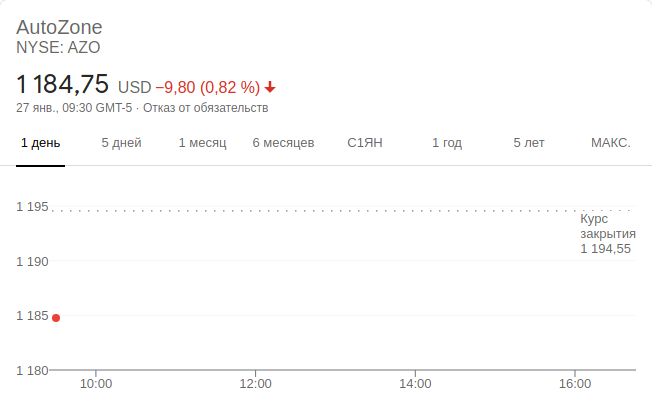 AutoZone
NYSE: AZO
1 184,75 USD −9,80 (0,82 %)
27 янв., 09:30 GMT-5 · Отказ от обязательств
1 день 5 дней 1 месяц 6 месяцев С1ЯН 1 год 5 лет МАКС.
1 195
Курс
закрытия
1 194,55
1 190
1 185
1 180
10:00 12:00 14:00 16:00